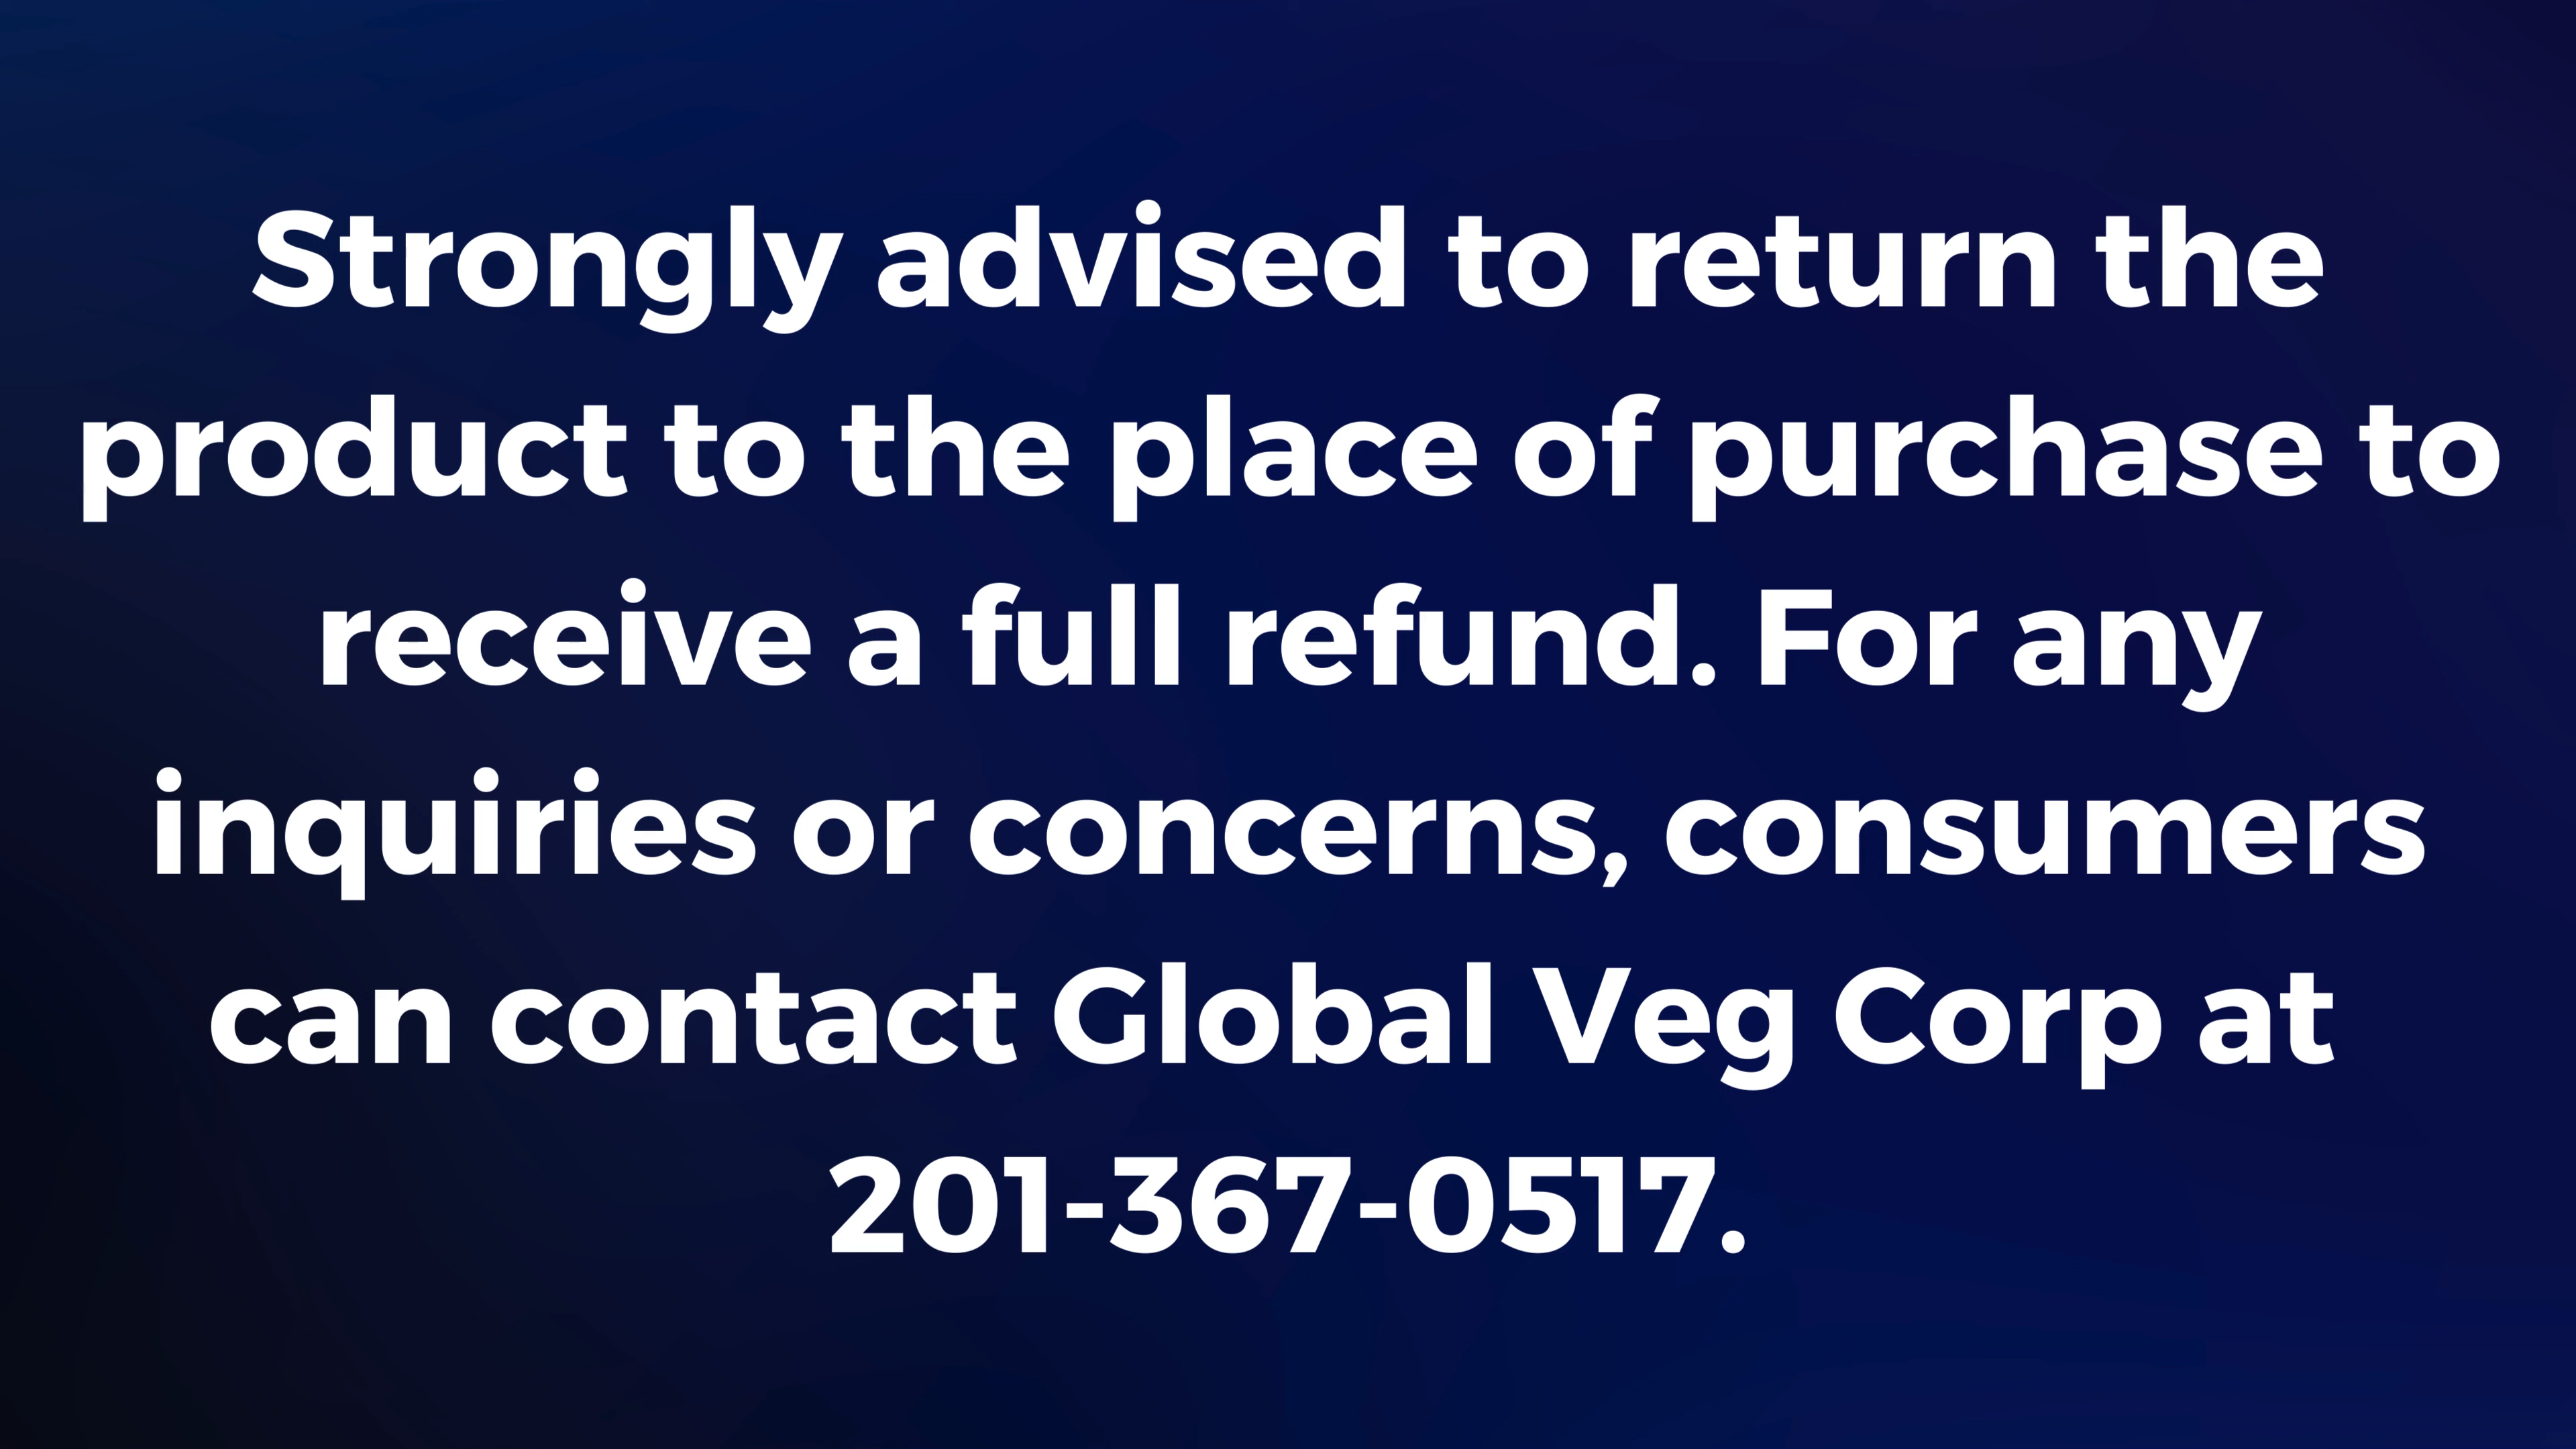 Strongly advised to return the
product to the place of purchase to
receive a full refund. For any
inquiries or concerns, consumers
can contact Global Veg Corp at
201-367-0517.